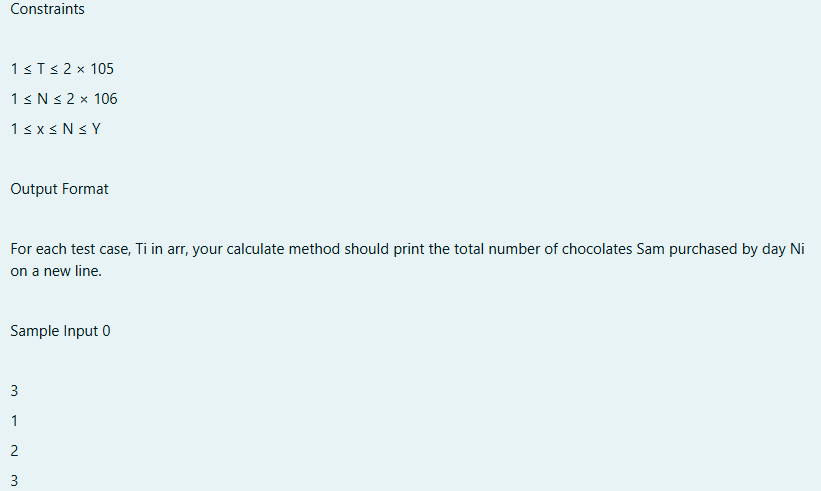 Constraints
1 ≤ T ≤ 2 × 105
1 ≤ N ≤ 2 × 106
1 ≤ x ≤ N ≤ Y
Output Format
For each test case, Ti in arr, your calculate method should print the total number of chocolates Sam purchased by day Ni
on a new line.
Sample Input 0
3
1
2
3